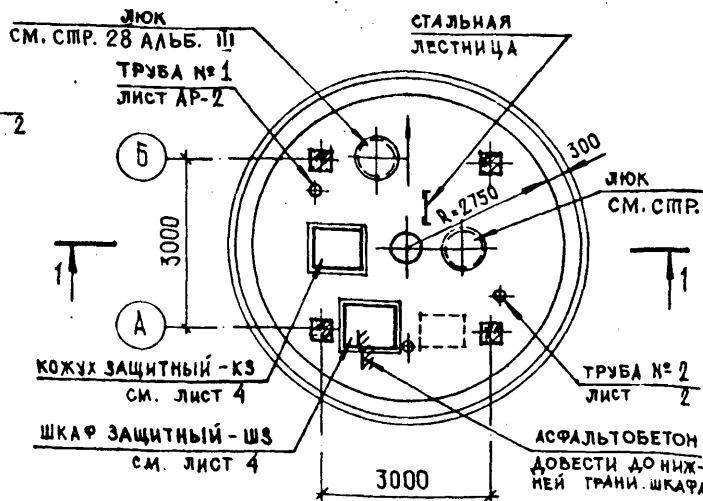 ЛЮК
СМ. СТР. 28 АЛЬБ. III
ТРУБА № 1
ЛИСТ АР-2
2
СТАЛЬНАЯ
ЛЕСТНИЦА
Б
300
R=2750
ЛЮК
СМ. СТР.
3000
1
1
А
КОЖУХ ЗАЩИТНЫЙ - КЗ
СМ. ЛИСТ 4
ТРУБА № 2
ЛИСТ 2
ШКАФ ЗАЩИТНЫЙ - ШЗ
СМ. ЛИСТ 4
АСФАЛЬТОБЕТОН
ДОВЕСТИ ДО НИЖ-
НЕЙ ГРАНИ. ШКАФА
3000